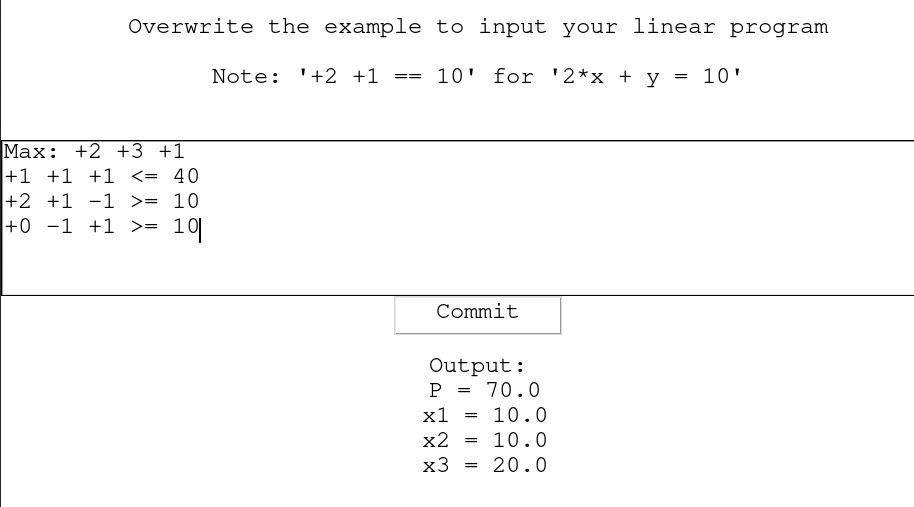 Overwrite the example to input your linear program
Note: '+2 +1 == 10' for '2*x + y = 10'
Max: +2 +3 +1
+1 +1 +1 <= 40
+2 +1 -1 >= 10
+0 -1 +1 >= 10
Commit
Output:
P = 70.0
x1 = 10.0
x2 = 10.0
x3 = 20.0